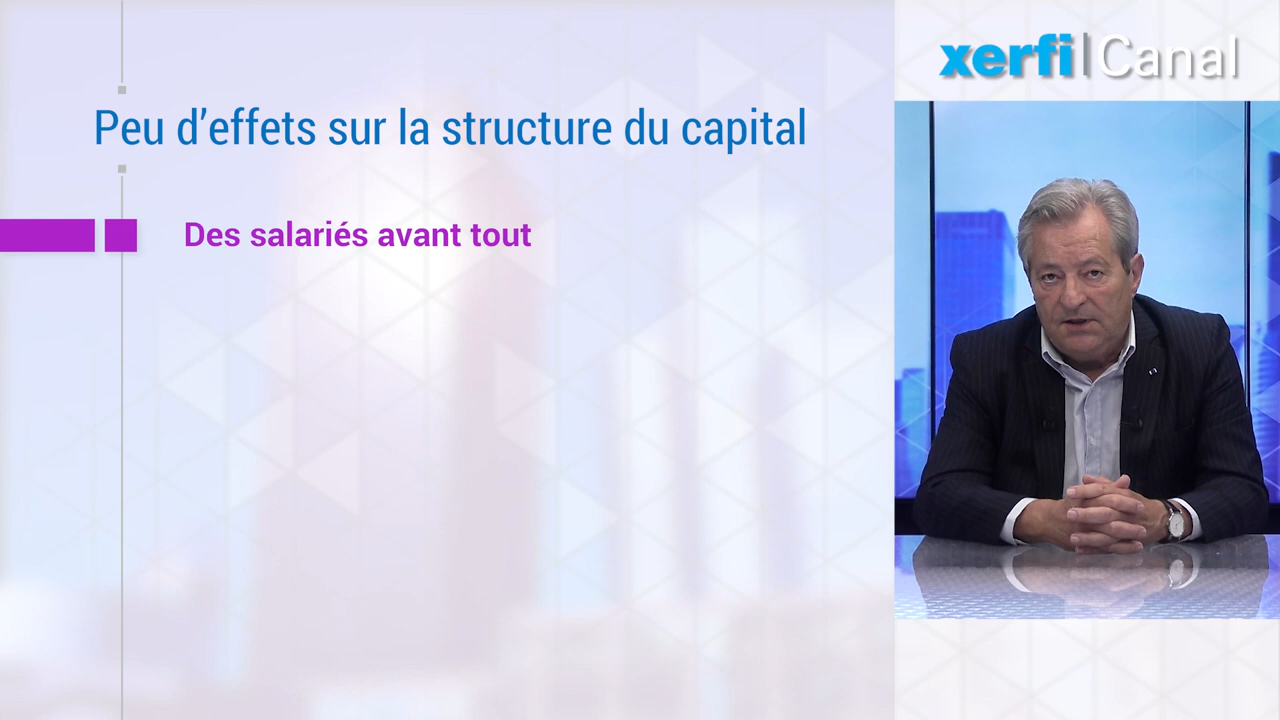 xerfi|Canal
Peu d’effets sur la structure du capital
Des salariés avant tout